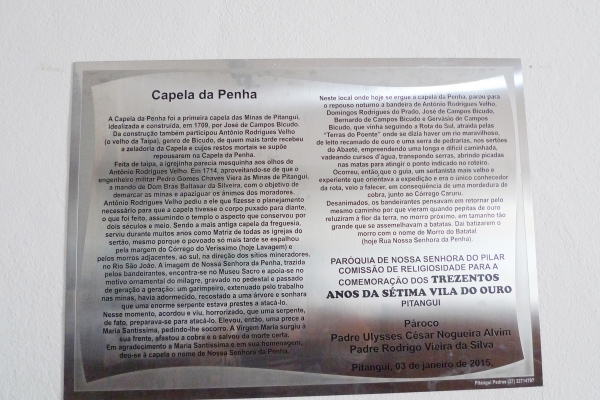 Capela da Penha
A Capela da Penha foi a primeira capela das Minas de Pitangui,
idealizada e construída, em 1709, por José de Campos Bicudo.
Da construção também participou Antônio Rodrigues Velho
(o velho da Taipa), genro de Bicudo, de quem mais tarde recebeu
a zeladoria da Capela e cujos restos mortais se supõe
repousarem na Capela da Penha.
Feita de taipa, a igrejinha parecia mesquinha aos olhos de
Antônio Rodrigues Velho. Em 1714, aproveitando-se de que o
engenheiro militar Pedro Gomes Chaves viera às Minas de Pitangui,
a mando de Dom Bras Baltasar da Silveira, com o objetivo de
demarcar as minas e apaziguar os ânimos dos moradores.
Antônio Rodrigues Velho pediu a ele que fizesse o planejamento
necessário para que a capela tivesse o corpo puxado para diante,
o que foi feito, assumindo o templo o aspecto que conservou por
dois séculos e meio. Sendo a mais antiga capela da freguesia,
serviu durante muitos anos como Matriz de todas as igrejas do
sertão, mesmo porque o povoado só mais tarde se espalhou
pela margem do Córrego do Veríssimo (hoje Lavagem) e
pelos morros adjacentes, ao sul, na direção dos sítios mineradores,
no Rio São João. A imagem de Nossa Senhora da Penha, trazida
pelos bandeirantes, encontra-se no Museu Sacro e apoia-se no
motivo ornamental do milagre, gravado no pedestal e passado
de geração a geração: um garimpeiro, extenuado pelo trabalho
nas minas, havia adormecido, recostado a uma árvore e sonhara
que uma enorme serpente estava prestes a atacá-lo.
Nesse momento, acordou e viu, horrorizado, que uma serpente,
de fato, preparava-se para atacá-lo. Elevou, então, uma prece a
Maria Santíssima, pedindo-lhe socorro. A Virgem Maria surgiu à
sua frente, afastou a cobra e o salvou da morte certa.
Em agradecimento a Maria Santíssima e em sua homenagem,
deu-se à capela o nome de Nossa Senhora da Penha.
Neste local onde hoje se ergue a capela da Penha, parou para
o repouso noturno a bandeira de Antônio Rodrigues Velho,
Domingos Rodrigues do Prado, José de Campos Bicudo,
Bernardo de Campos Bicudo e Gervásio de Campos
Bicudo, que vinha seguindo a Rota do Sul, atraída pelas
"Terras do Poente" onde se dizia haver um rio maravilhoso,
de leito recamado de ouro e uma serra de pedrarias, nos sertões
do Abaeté, empreendendo uma longa e difícil caminhada,
vadeando cursos d'água, transpondo serras, abrindo picadas
nas matas para atingir o ponto indicado no roteiro.
Ocorreu, então, que o guia, um sertanista mais velho e
experiente que orientava a expedição e era o único conhecedor
da rota, veio a falecer, em consequência de uma mordedura de
cobra, junto ao Córrego Caruru.
Desanimados, os bandeirantes pensavam em retornar pelo
mesmo caminho por que vieram quando pepitas de ouro
reluziram à flor da terra, no morro próximo, em tamanho tão
grande que se assemelhavam a batatas. Daí batizarem o
morro com o nome de Morro do Batatal
(hoje Rua Nossa Senhora da Penha).
PARÓQUIA DE NOSSA SENHORA DO PILAR
COMISSÃO DE RELIGIOSIDADE PARA A
COMEMORAÇÃO DOS TREZENTOS
ANOS DA SÉTIMA VILA DO OURO
PITANGUI
Pároco
Padre Ulysses César Nogueira Alvim
Padre Rodrigo Vieira da Silva
Pitangui, 03 de janeiro de 2015.
Pitangui Pedras (37) 32714797